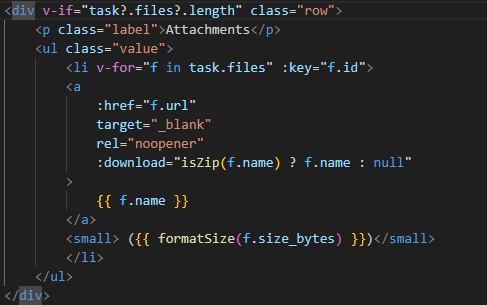 <div v-if="task?.files?.length" class="row">
    <p class="label">Attachments</p>
    <ul class="value">
        <li v-for="f in task.files" :key="f.id">
        <a
            :href="f.url"
            target="_blank"
            rel="noopener"
            :download="isZip(f.name) ? f.name : null"
        >
            {{ f.name }}
        </a>
        <small> ({{ formatSize(f.size_bytes) }})</small>
        </li>
    </ul>
</div>